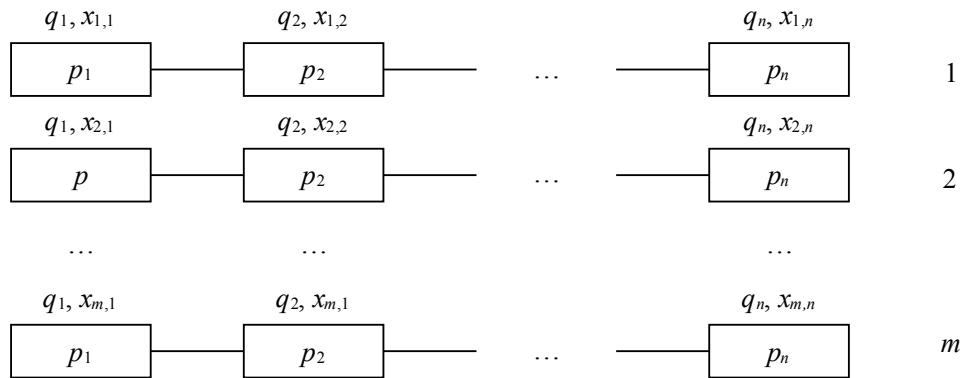 q1, x1,1 q2, x1,2 qn, x1,n
p1 p2 … pn 1
q1, x2,1 q2, x2,2 qn, x2,n
p p2 … pn 2
… … …
q1, xm,1 q2, xm,1 qn, xm,n
p1 p2 … pn m